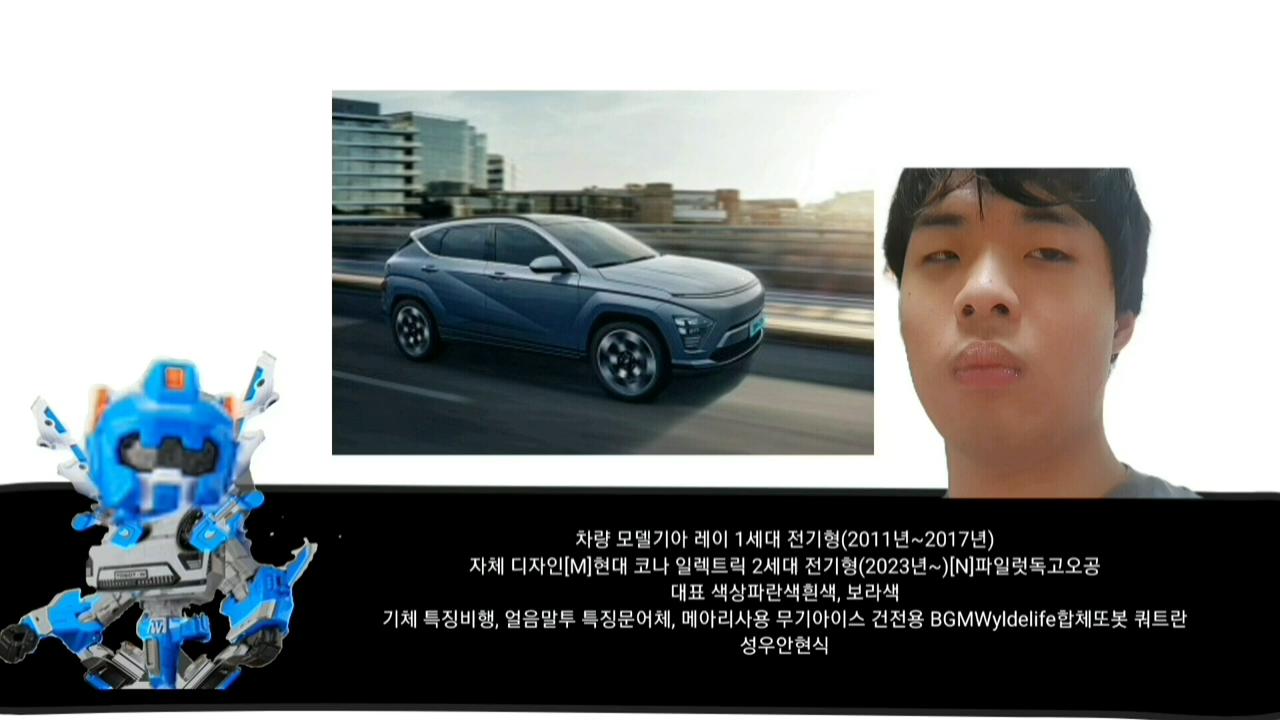 차량 모델기아 레이 1세대 전기형(2011년~2017년)
자체 디자인[M]현대 코나 일렉트릭 2세대 전기형(2023년~)[N]파일럿독고오공
대표 색상파란색흰색, 보라색
기체 특징비행, 얼음말투 특징문어체, 메아리사용 무기아이스 건전용 BGMWyldelife합체또봇 쿼트란
성우안현식